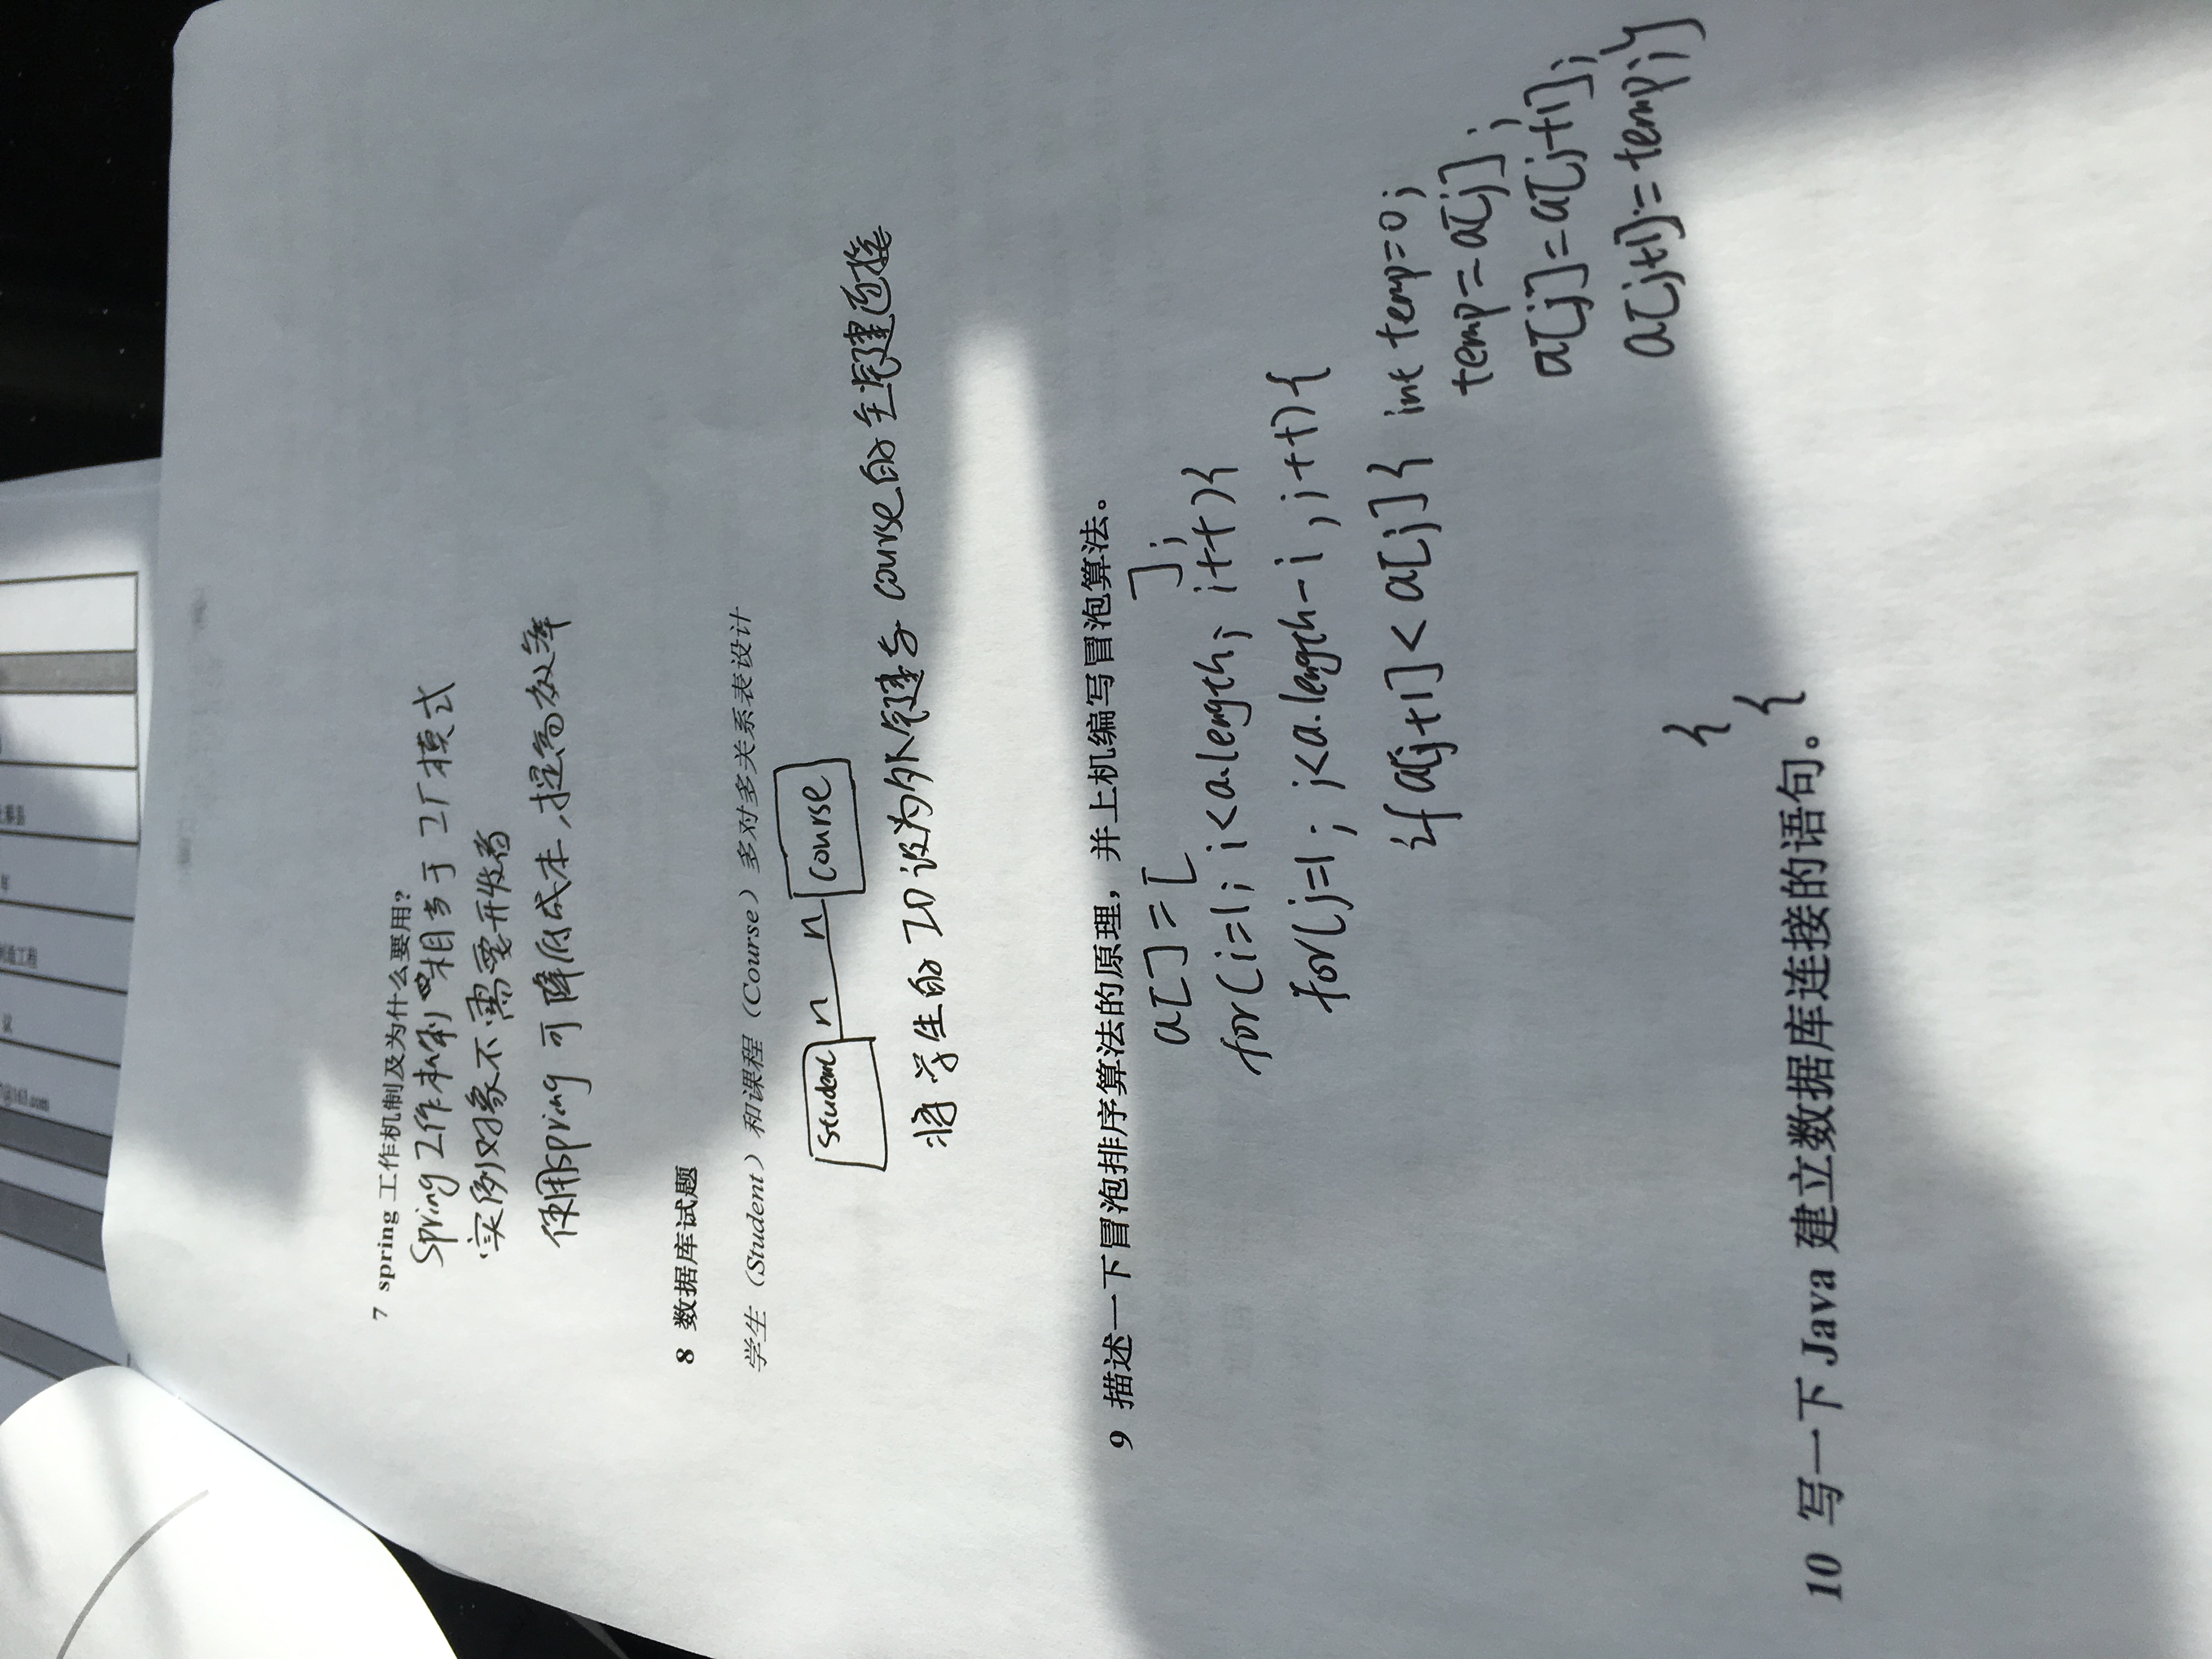 7 spring 工作机制及为什么要用?
Spring 工作机制 相当于工厂模式
实例对象不需要开发者
使用spring 可降低成本,提高效率
8 数据库试题
学生（Student）和课程（Course）多对多关系表设计
Student n n Course
将学生的 ID 设为外键与 course 的主键建连接
9 描述一下冒泡排序算法的原理，并上机编写冒泡算法。
a[]=[ ];
for(i=1; i<a.length; i++){
for(j=1; j<a.length-i, j++){
if a[j+1]<a[j]{ int temp=0;
temp=a[j];
a[j]=a[j+1];
a[j+1]=temp;}
{
{
10 写一下 Java 建立数据库连接的语句。